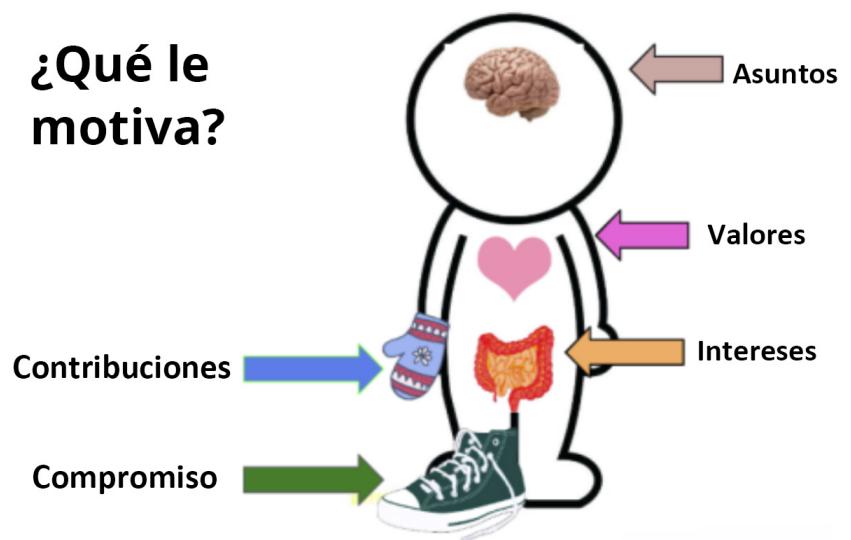 ¿Qué le
motiva?
Asuntos
Valores
Intereses
Contribuciones
Compromiso